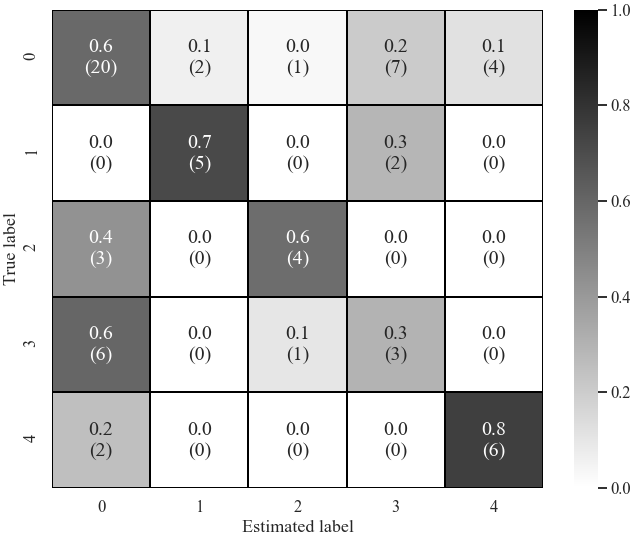 0.6 0.1 0.0 0.2 0.1
(20) (2) (1) (7) (4)
0.0 0.7 0.0 0.3 0.0
(0) (5) (0) (2) (0)
0.4 0.0 0.6 0.0 0.0
(3) (0) (4) (0) (0)
0.6 0.0 0.1 0.3 0.0
(6) (0) (1) (3) (0)
0.2 0.0 0.0 0.0 0.8
(2) (0) (0) (0) (6)
0
1
2
3
4
True label
0 1 2 3 4
Estimated label
1.0
0.8
0.6
0.4
0.2
0.0